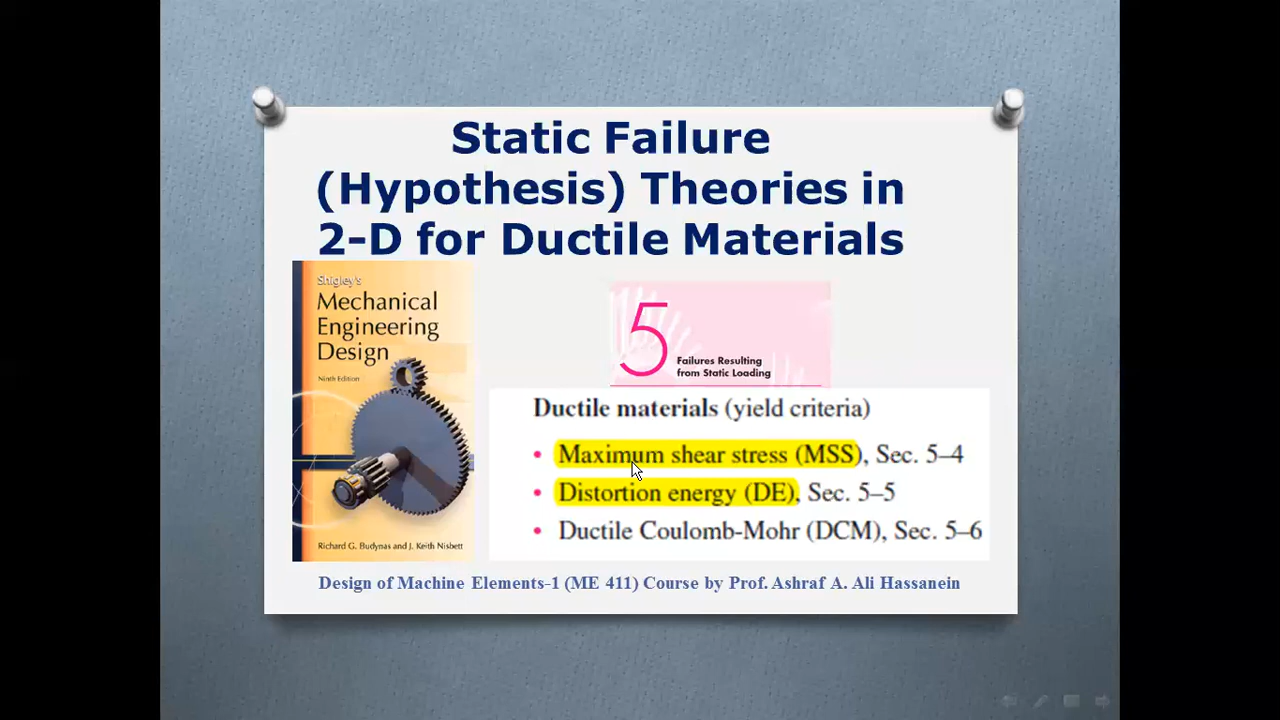 Static Failure
(Hypothesis) Theories in
2-D for Ductile Materials
Shigley's
Mechanical
Engineering
Design
Ninth Edition
Richard G. Budynas and J. Keith Nisbett
5
Failures Resulting
from Static Loading
Ductile materials (yield criteria)
• Maximum shear stress (MSS), Sec. 5–4
• Distortion energy (DE), Sec. 5–5
• Ductile Coulomb-Mohr (DCM), Sec. 5–6
Design of Machine Elements-1 (ME 411) Course by Prof. Ashraf A. Ali Hassanein